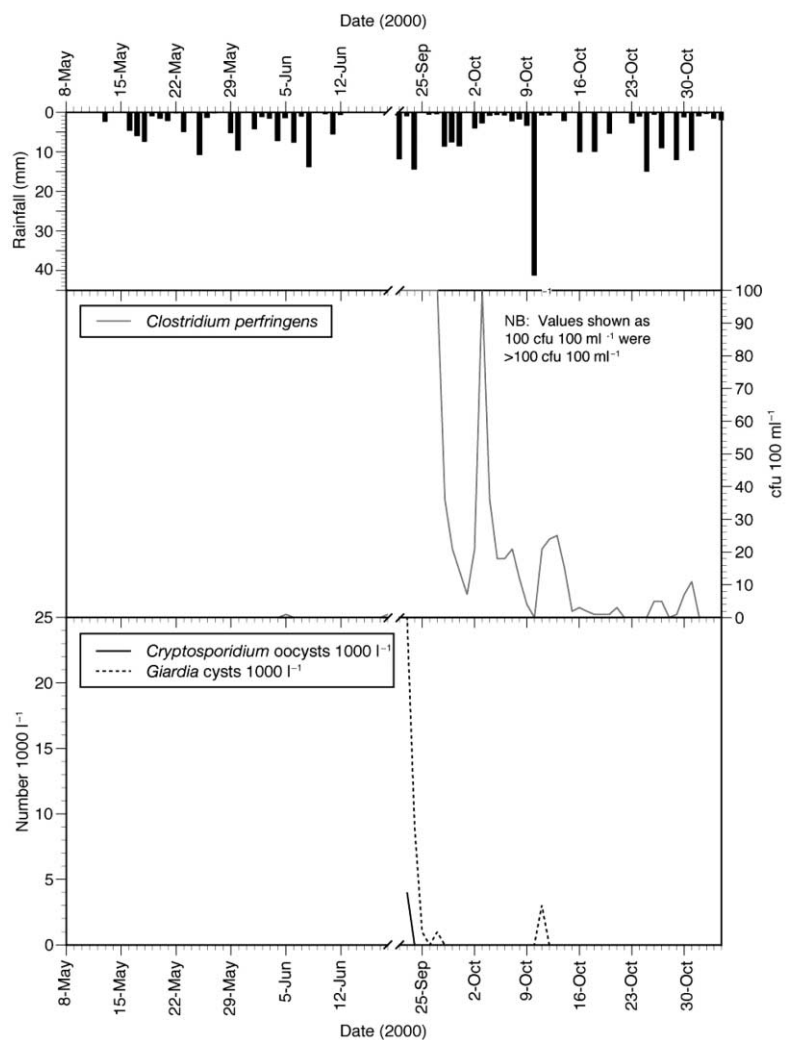 Date (2000)
8-May 15-May 22-May 29-May 5-Jun 12-Jun 25-Sep 2-Oct 9-Oct 16-Oct 23-Oct 30-Oct
Rainfall (mm)
0
10
20
30
40
Clostridium perfringens
NB: Values shown as
100 cfu 100 ml⁻¹ were
>100 cfu 100 ml⁻¹
−1
100
90
80
70
60
50
40
30
20
10
0
cfu 100 ml⁻¹
Cryptosporidium oocysts 1000 l⁻¹
Giardia cysts 1000 l⁻¹
Number 1000 l⁻¹
25
20
15
10
5
0
8-May 15-May 22-May 29-May 5-Jun 12-Jun 25-Sep 2-Oct 9-Oct 16-Oct 23-Oct 30-Oct
Date (2000)